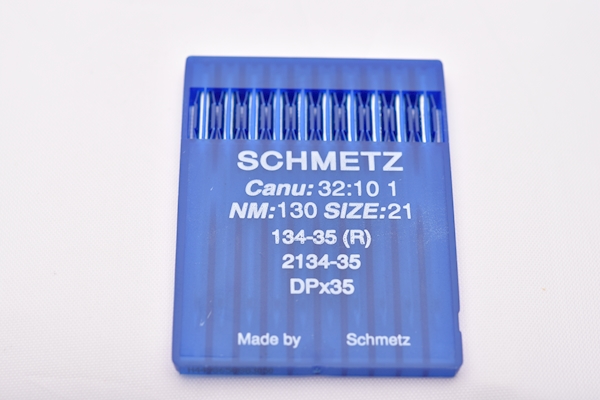 SCHMETZ
Canu: 32:10 1
NM:130 SIZE:21
134-35 (R)
2134-35
DPx35
Made by Schmetz